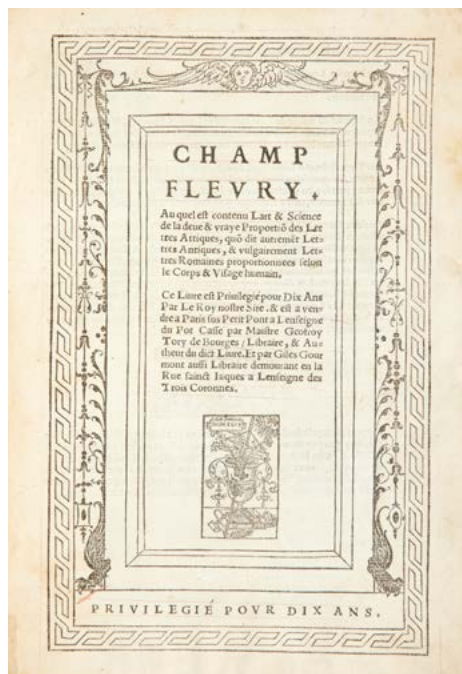 CHAMP
FLEVRY.
Au quel est contenu Lart & Science
de la deue & vraye Proportiõ des Let
tres Attiques, quõ dit autremẽt Let-
tres Antiques, & vulgairement Let-
tres Romaines proportionnees selon
le Corps & Visage humain.
Ce Liure est Priuilegie pour Dix Ans
Par Le Roy nostre Sire. & est a ven-
dre a Paris sus Petit Pont a Lenseigne
du Pot Casse par Maistre Geofroy
Tory de Bourges / Libraire, & Au-
theur du dict Liure. Et par Giles Gour
mont aussi Libraire demourant en la
Rue sainct Iaques a Lenseigne des
Trois Coronnes.
PRIVILEGIÉ POVR DIX ANS.